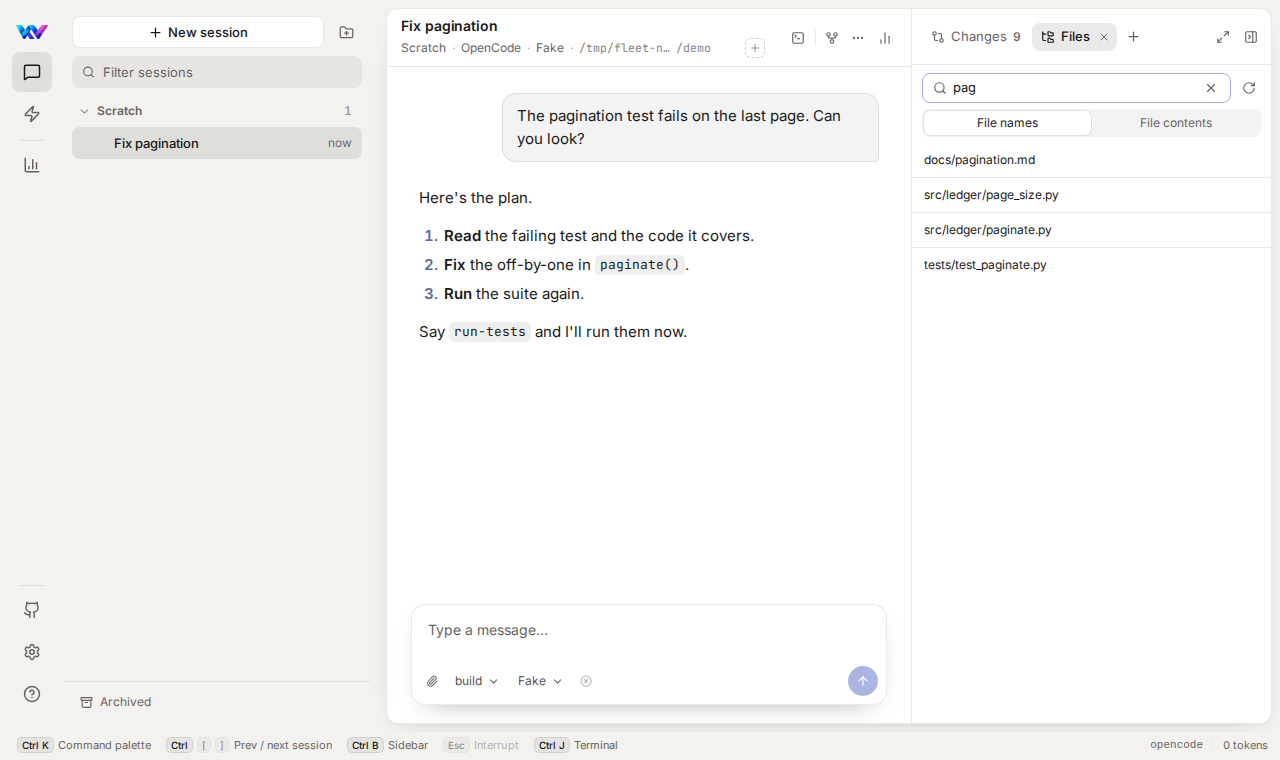 New session
Filter sessions
Scratch 1
Fix pagination now
Archived
Fix pagination
Scratch · OpenCode · Fake · /tmp/fleet-n… /demo
The pagination test fails on the last page. Can
you look?
Here's the plan.
1. Read the failing test and the code it covers.
2. Fix the off-by-one in paginate().
3. Run the suite again.
Say run-tests and I'll run them now.
Type a message...
build Fake
Changes 9 Files
pag
File names File contents
docs/pagination.md
src/ledger/page_size.py
src/ledger/paginate.py
tests/test_paginate.py
Ctrl K Command palette Ctrl [ ] Prev / next session Ctrl B Sidebar Esc Interrupt Ctrl J Terminal opencode 0 tokens